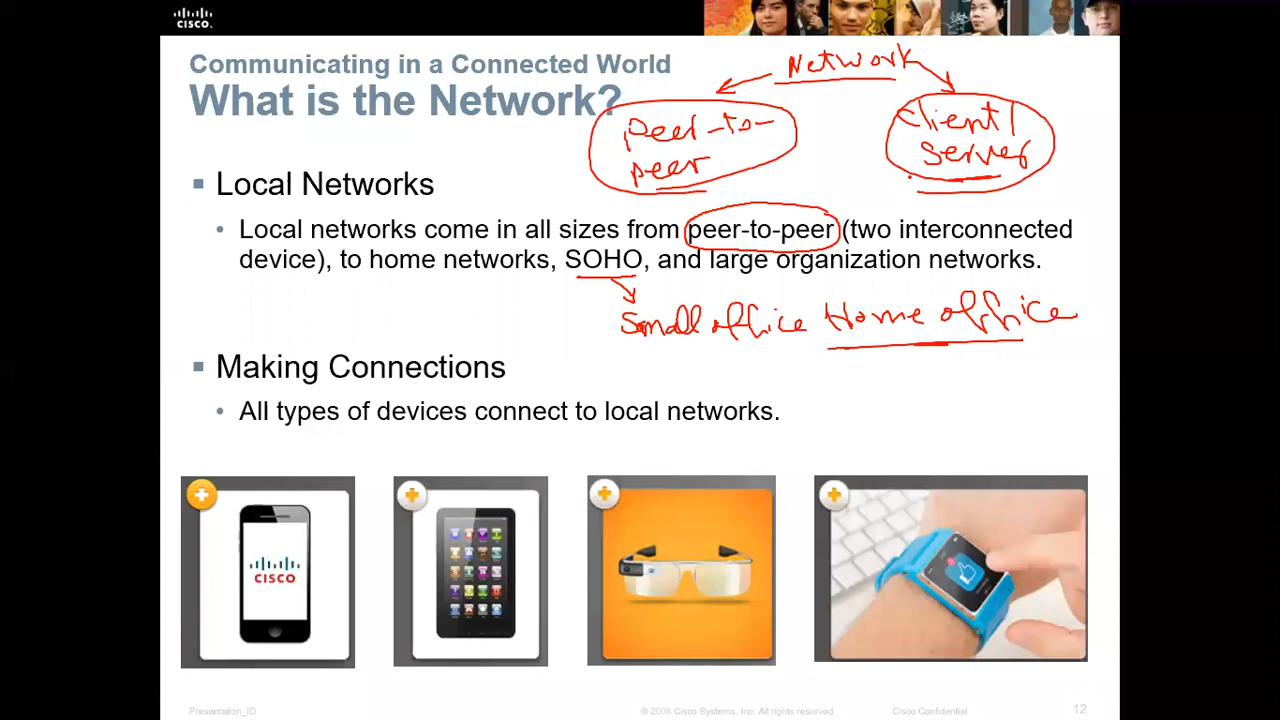 CISCO
Communicating in a Connected World
Network
What is the Network?
Peer-to-
peer
Client/
Server
Local Networks
Local networks come in all sizes from peer-to-peer (two interconnected
device), to home networks, SOHO, and large organization networks.
Small office Home office
Making Connections
All types of devices connect to local networks.
CISCO
Presentation_ID
© 2008 Cisco Systems, Inc. All rights reserved.
Cisco Confidential
12